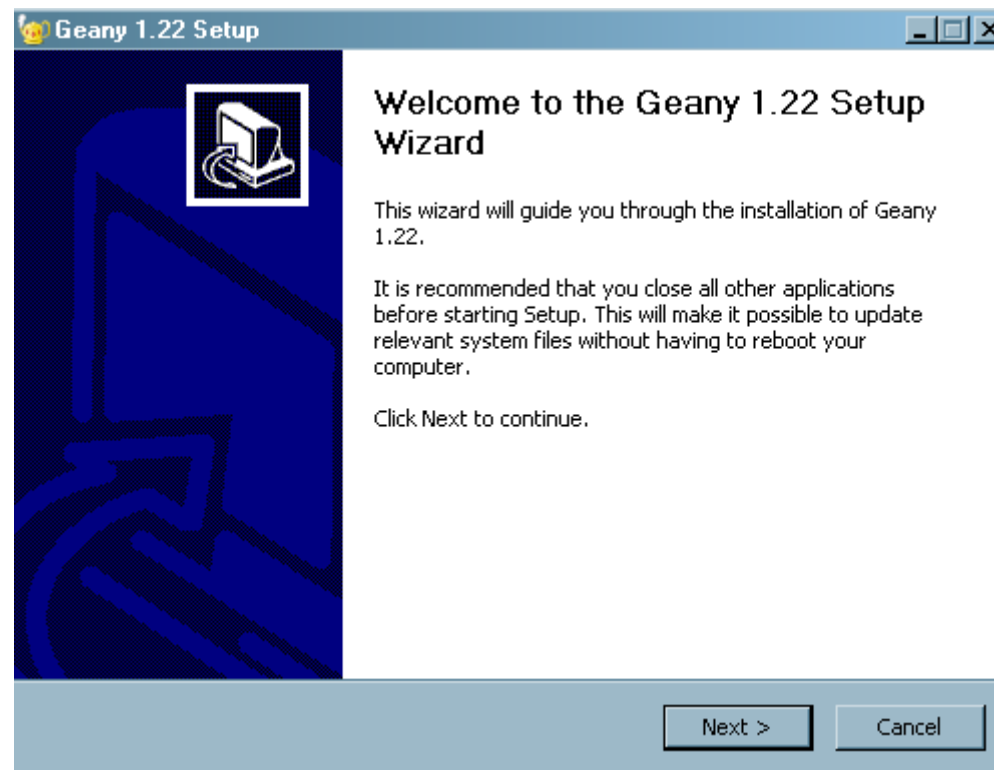 Geany 1.22 Setup
Welcome to the Geany 1.22 Setup
Wizard
This wizard will guide you through the installation of Geany
1.22.
It is recommended that you close all other applications
before starting Setup. This will make it possible to update
relevant system files without having to reboot your
computer.
Click Next to continue.
Next >
Cancel